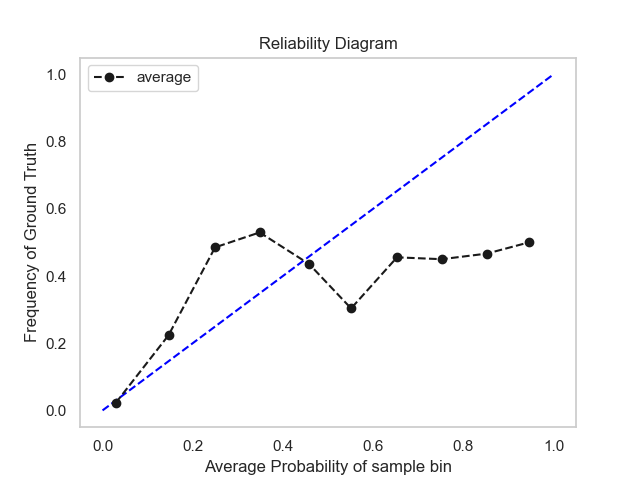 Reliability Diagram
average
Frequency of Ground Truth
1.0
0.8
0.6
0.4
0.2
0.0
0.0 0.2 0.4 0.6 0.8 1.0
Average Probability of sample bin